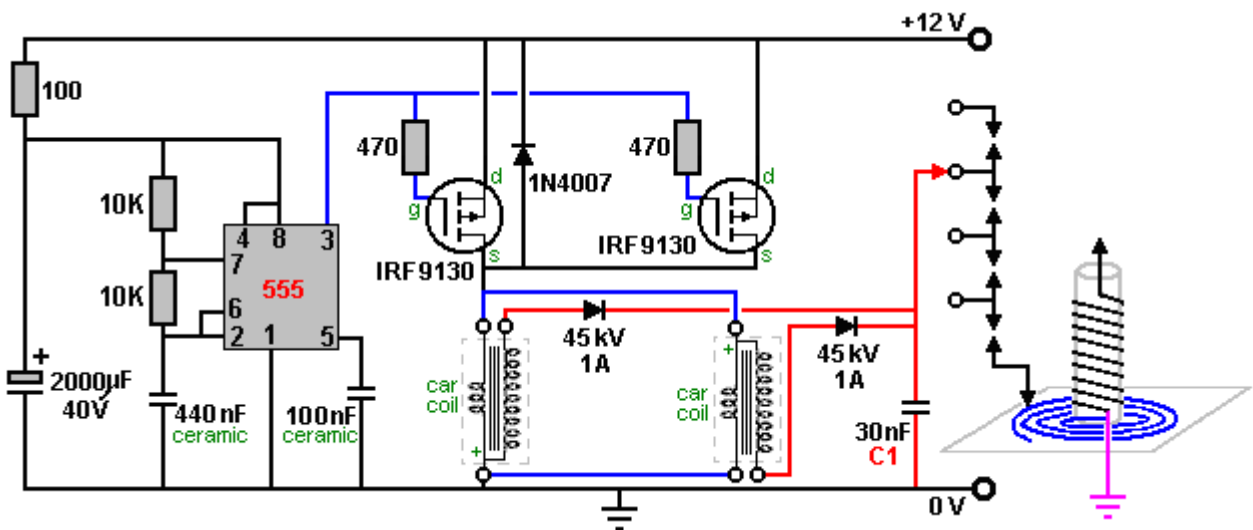 +12 V
100
470
470
d
1N4007
d
10K
g
g
4 8 3
7
s
IRF9130
s
IRF9130
10K
555
6
2 1 5
45 kV
1A
45 kV
1A
+
+
2000µF
40V
440 nF
ceramic
100nF
ceramic
car
coil
+
car
coil
30nF
C1
0 V